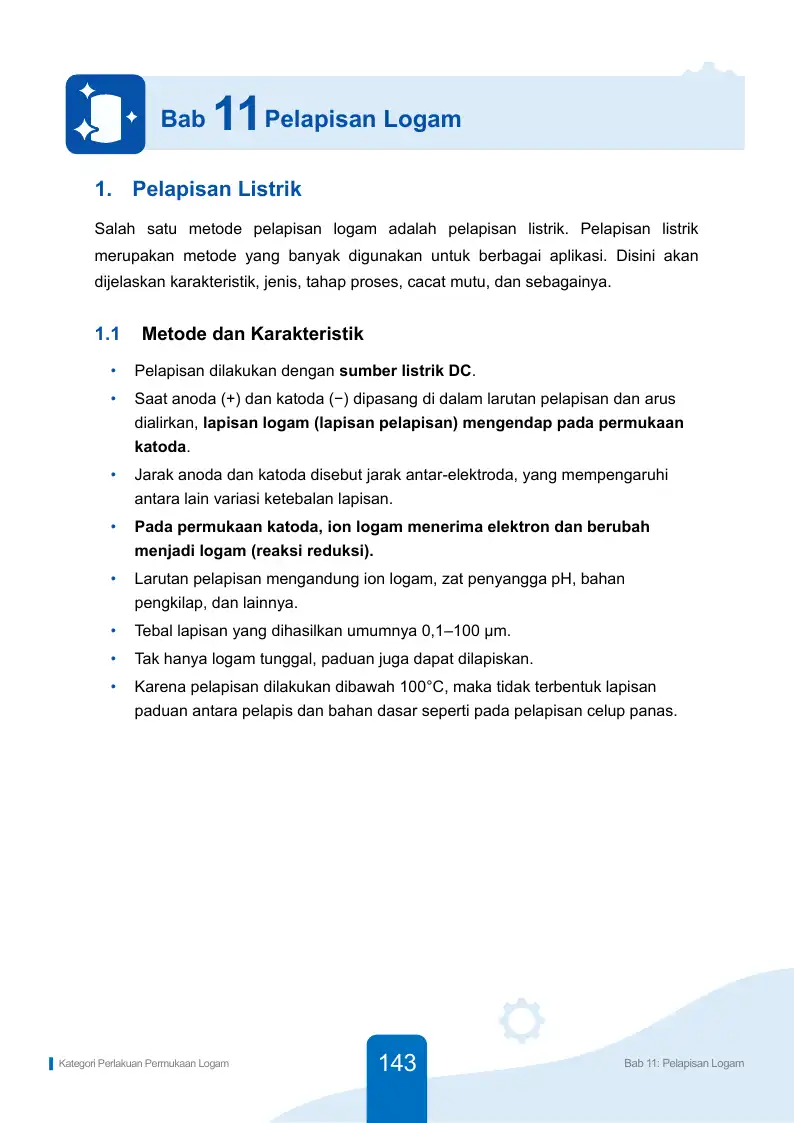 Bab 11 Pelapisan Logam
1. Pelapisan Listrik
Salah satu metode pelapisan logam adalah pelapisan listrik. Pelapisan listrik
merupakan metode yang banyak digunakan untuk berbagai aplikasi. Disini akan
dijelaskan karakteristik, jenis, tahap proses, cacat mutu, dan sebagainya.
1.1 Metode dan Karakteristik
• Pelapisan dilakukan dengan sumber listrik DC.
• Saat anoda (+) dan katoda (−) dipasang di dalam larutan pelapisan dan arus
dialirkan, lapisan logam (lapisan pelapisan) mengendap pada permukaan
katoda.
• Jarak anoda dan katoda disebut jarak antar-elektroda, yang mempengaruhi
antara lain variasi ketebalan lapisan.
• Pada permukaan katoda, ion logam menerima elektron dan berubah
menjadi logam (reaksi reduksi).
• Larutan pelapisan mengandung ion logam, zat penyangga pH, bahan
pengkilap, dan lainnya.
• Tebal lapisan yang dihasilkan umumnya 0,1–100 μm.
• Tak hanya logam tunggal, paduan juga dapat dilapiskan.
• Karena pelapisan dilakukan dibawah 100°C, maka tidak terbentuk lapisan
paduan antara pelapis dan bahan dasar seperti pada pelapisan celup panas.
Kategori Perlakuan Permukaan Logam
143
Bab 11: Pelapisan Logam